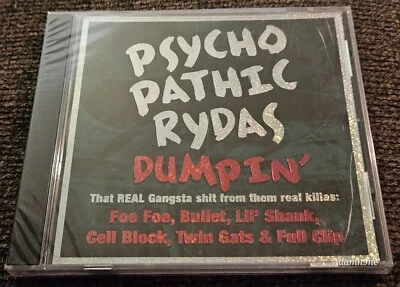 PSYCHO
PATHIC
RYDAS
DUMPIN'
That REAL Gangsta shit from them real killas:
Foe Foe, Bullet, Lil' Shank,
Cell Block, Twin Gats & Full Clip